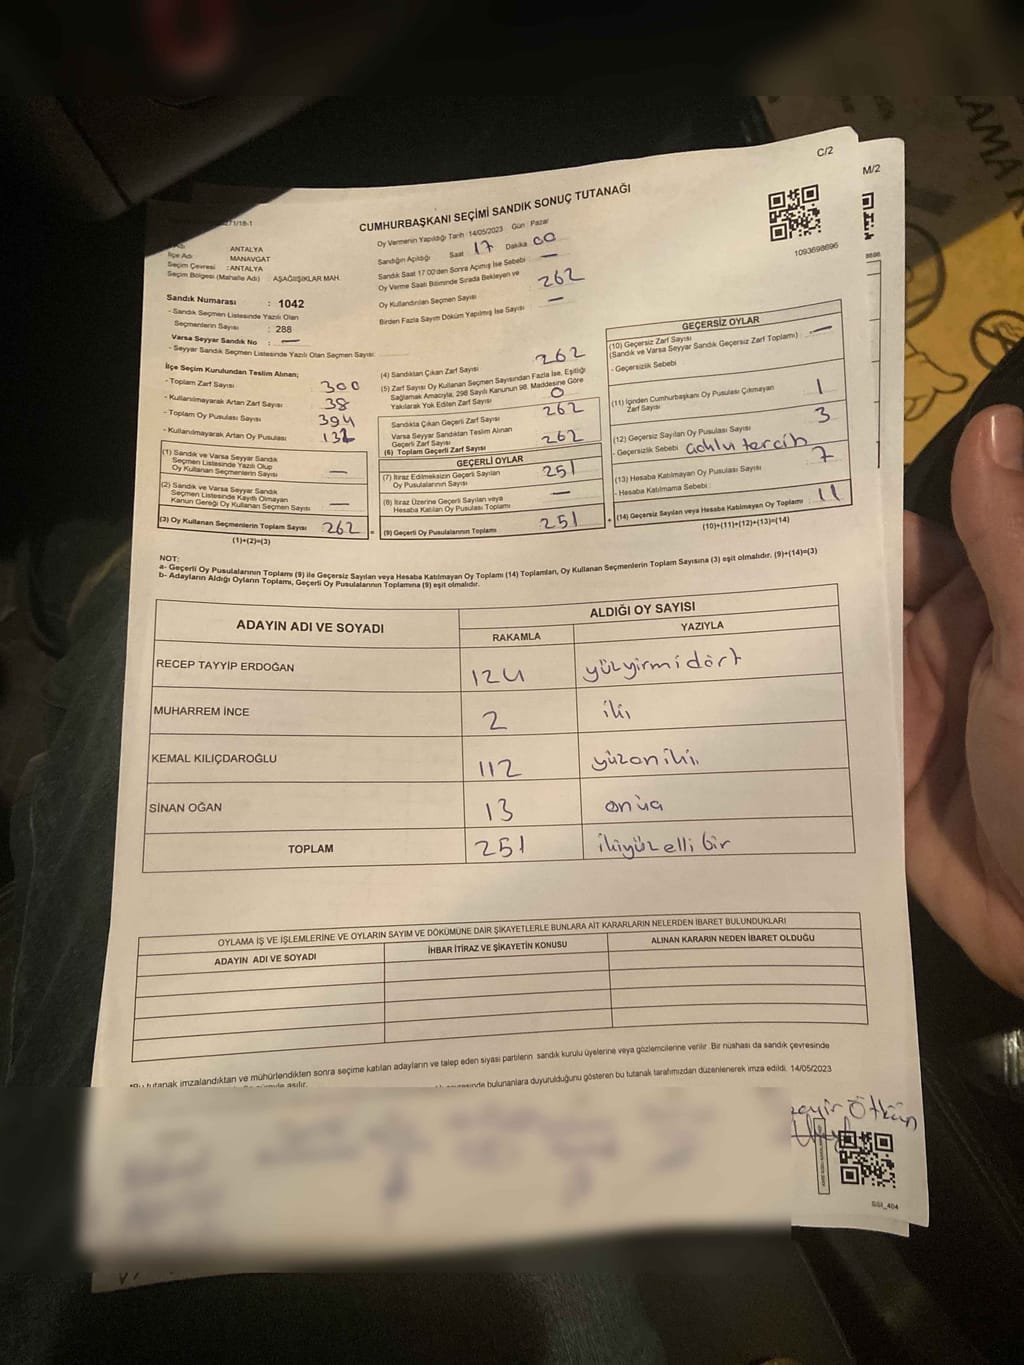 C/2
M/2
CUMHURBAŞKANI SEÇİMİ SANDIK SONUÇ TUTANAĞI
: ANTALYA
İlçe Adı : MANAVGAT
Seçim Çevresi : ANTALYA
Seçim Bölgesi (Mahalle Adı) : AŞAĞIIŞIKLAR MAH.
Oy Vermenin Yapıldığı Tarih :14/05/2023 Gün : Pazar
Sandığın Açıldığı Saat 17 Dakika 00
Sandık Saat 17:00'den Sonra Açılmış İse Sebebi —
Oy Verme Saati Bitiminde Sırada Bekleyen ve
Oy Kullandırılan Seçmen Sayısı 262
Birden Fazla Sayım Döküm Yapılmış İse Sayısı —
1093698696
Sandık Numarası : 1042
- Sandık Seçmen Listesinde Yazılı Olan
Seçmenlerin Sayısı : 288
Varsa Seyyar Sandık No : —
- Seyyar Sandık Seçmen Listesinde Yazılı Olan Seçmen Sayısı:
İlçe Seçim Kurulundan Teslim Alınan;
- Toplam Zarf Sayısı 300
- Kullanılmayarak Artan Zarf Sayısı 38
- Toplam Oy Pusulası Sayısı 394
- Kullanılmayarak Artan Oy Pusulası 132
(1) Sandık ve Varsa Seyyar Sandık
Seçmen Listesinde Yazılı Olup
Oy Kullanan Seçmenlerin Sayısı —
(2) Sandık ve Varsa Seyyar Sandık
Seçmen Listesinde Kayıtlı Olmayan
Kanun Gereği Oy Kullanan Seçmen Sayısı —
(3) Oy Kullanan Seçmenlerin Toplam Sayısı 262
(1)+(2)=(3)
(4) Sandıktan Çıkan Zarf Sayısı 262
(5) Zarf Sayısı Oy Kullanan Seçmen Sayısından Fazla İse, Eşitliği
Sağlamak Amacıyla, 298 Sayılı Kanunun 98. Maddesine Göre
Yakılarak Yok Edilen Zarf Sayısı 0
Sandıkta Çıkan Geçerli Zarf Sayısı 262
Varsa Seyyar Sandıktan Teslim Alınan
Geçerli Zarf Sayısı
(6) Toplam Geçerli Zarf Sayısı 262
GEÇERLİ OYLAR
(7) İtiraz Edilmeksizin Geçerli Sayılan
Oy Pusulalarının Sayısı 251
(8) İtiraz Üzerine Geçerli Sayılan veya
Hesaba Katılan Oy Pusulası Toplamı —
(9) Geçerli Oy Pusulalarının Toplamı 251
GEÇERSİZ OYLAR
(10) Geçersiz Zarf Sayısı
(Sandık ve Varsa Seyyar Sandık Geçersiz Zarf Toplamı) : —
- Geçersizlik Sebebi
(11) İçinden Cumhurbaşkanı Oy Pusulası Çıkmayan
Zarf Sayısı 1
(12) Geçersiz Sayılan Oy Pusulası Sayısı 3
- Geçersizlik Sebebi
(13) Hesaba Katılmayan Oy Pusulası Sayısı 7
- Hesaba Katılmama Sebebi :
(14) Geçersiz Sayılan veya Hesaba Katılmayan Oy Toplamı 11
(10)+(11)+(12)+(13)=(14)
NOT:
a- Geçerli Oy Pusulalarının Toplamı (9) ile Geçersiz Sayılan veya Hesaba Katılmayan Oy Toplamı (14) Toplamları, Oy Kullanan Seçmenlerin Toplam Sayısına (3) eşit olmalıdır. (9)+(14)=(3)
b- Adayların Aldığı Oyların Toplamı, Geçerli Oy Pusulalarının Toplamına (9) eşit olmalıdır.
ADAYIN ADI VE SOYADI
ALDIĞI OY SAYISI
RAKAMLA YAZIYLA
RECEP TAYYİP ERDOĞAN 124 yüzyirmidört
MUHARREM İNCE 2 iki
KEMAL KILIÇDAROĞLU 112 yüzoniki
SİNAN OĞAN 13 onüç
TOPLAM 251 ikiyüzelli bir
OYLAMA İŞ VE İŞLEMLERİNE VE OYLARIN SAYIM VE DÖKÜMÜNE DAİR ŞİKAYETLERLE BUNLARA AİT KARARLARIN NELERDEN İBARET BULUNDUKLARI
ADAYIN ADI VE SOYADI İHBAR İTİRAZ VE ŞİKAYETİN KONUSU ALINAN KARARIN NEDEN İBARET OLDUĞU
tutanak imzalandıktan ve mühürlendikten sonra seçime katılan adayların ve talep eden siyasi partilerin sandık kurulu üyelerine veya gözlemcilerine verilir. Bir nüshası da sandık çevresinde
bulunanlara duyurulduğunu gösteren bu tutanak tarafımızdan düzenlenerek imza edildi. 14/05/2023
Ötkün